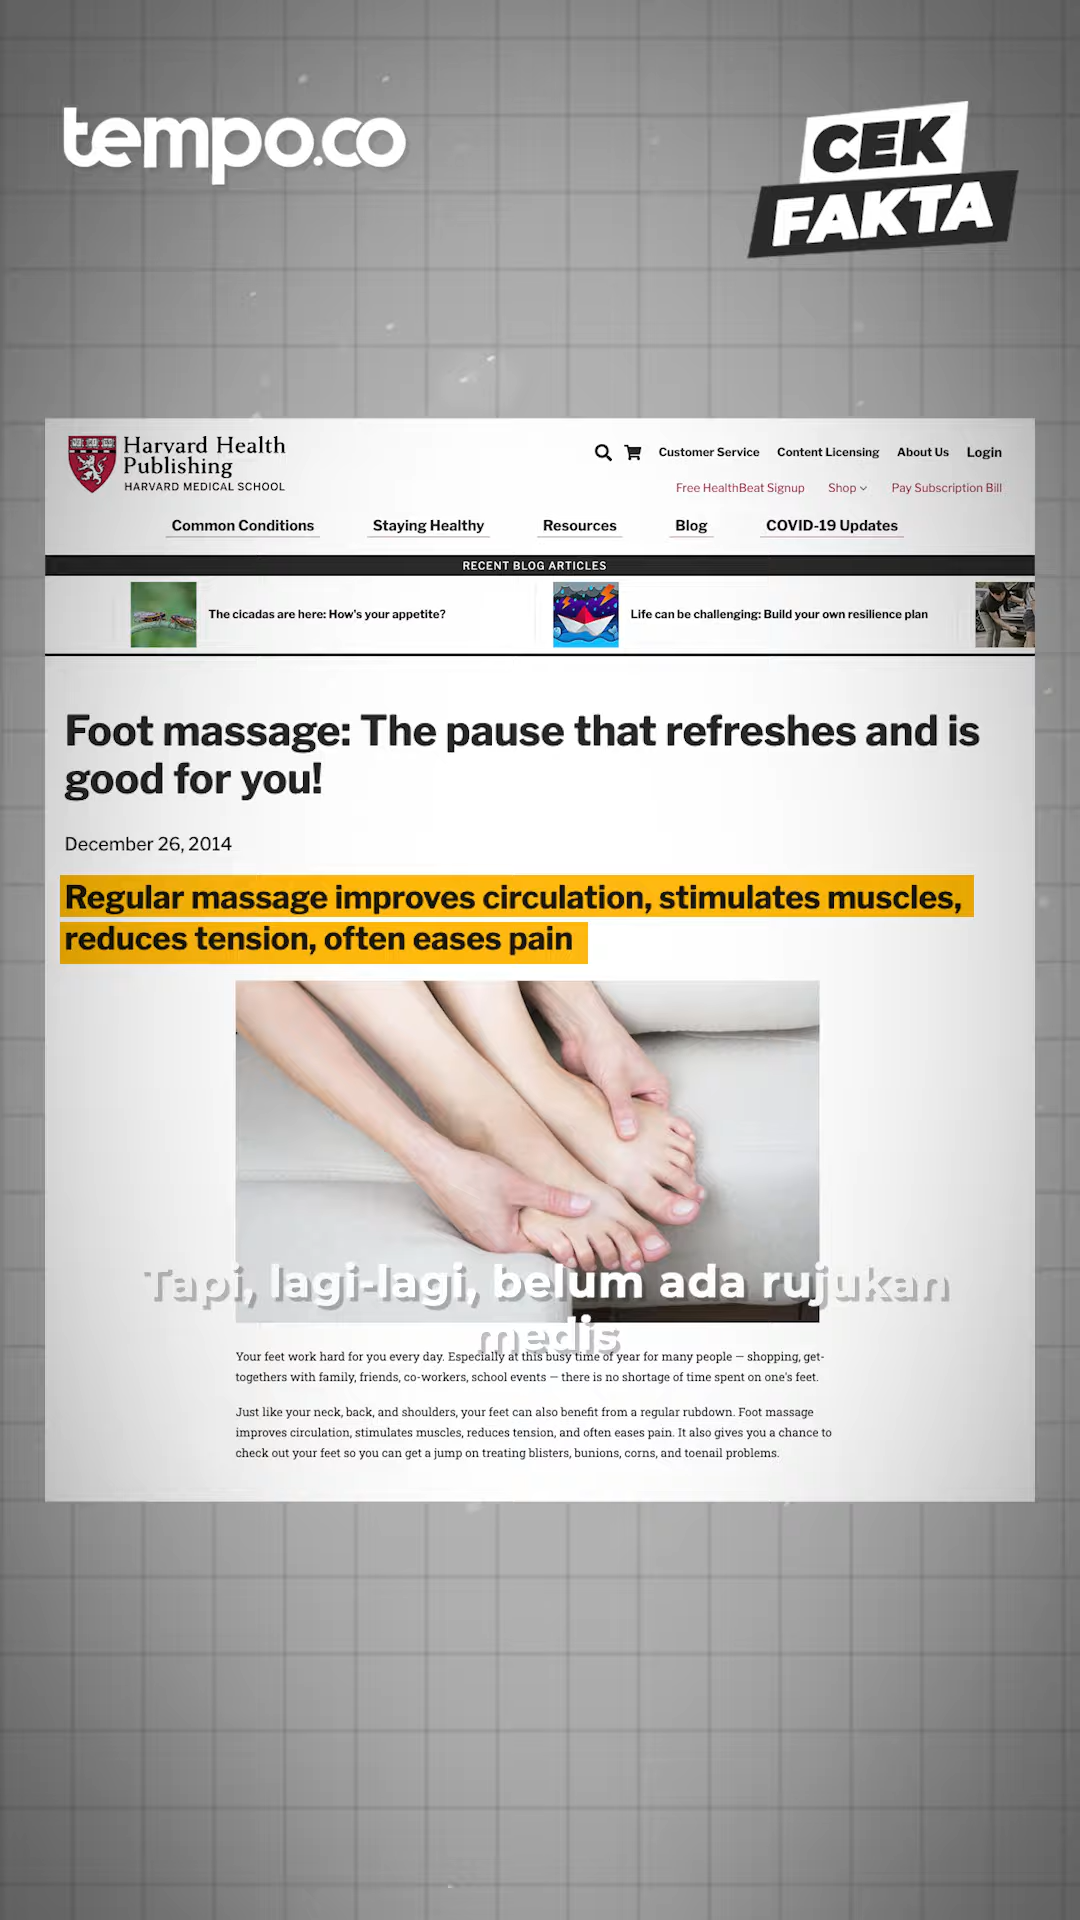 tempo.co
CEK
FAKTA
Harvard Health
Publishing
HARVARD MEDICAL SCHOOL
Customer Service
Content Licensing
About Us
Login
Free HealthBeat Signup
Shop
Pay Subscription Bill
Common Conditions
Staying Healthy
Resources
Blog
COVID-19 Updates
RECENT BLOG ARTICLES
The cicadas are here: How's your appetite?
Life can be challenging: Build your own resilience plan
Foot massage: The pause that refreshes and is
good for you!
December 26, 2014
Regular massage improves circulation, stimulates muscles,
reduces tension, often eases pain
Tapi, lagi-lagi, belum ada rujukan
medis
Your feet work hard for you every day. Especially at this busy time of year for many people — shopping, get-
togethers with family, friends, co-workers, school events — there is no shortage of time spent on one's feet.
Just like your neck, back, and shoulders, your feet can also benefit from a regular rubdown. Foot massage
improves circulation, stimulates muscles, reduces tension, and often eases pain. It also gives you a chance to
check out your feet so you can get a jump on treating blisters, bunions, corns, and toenail problems.